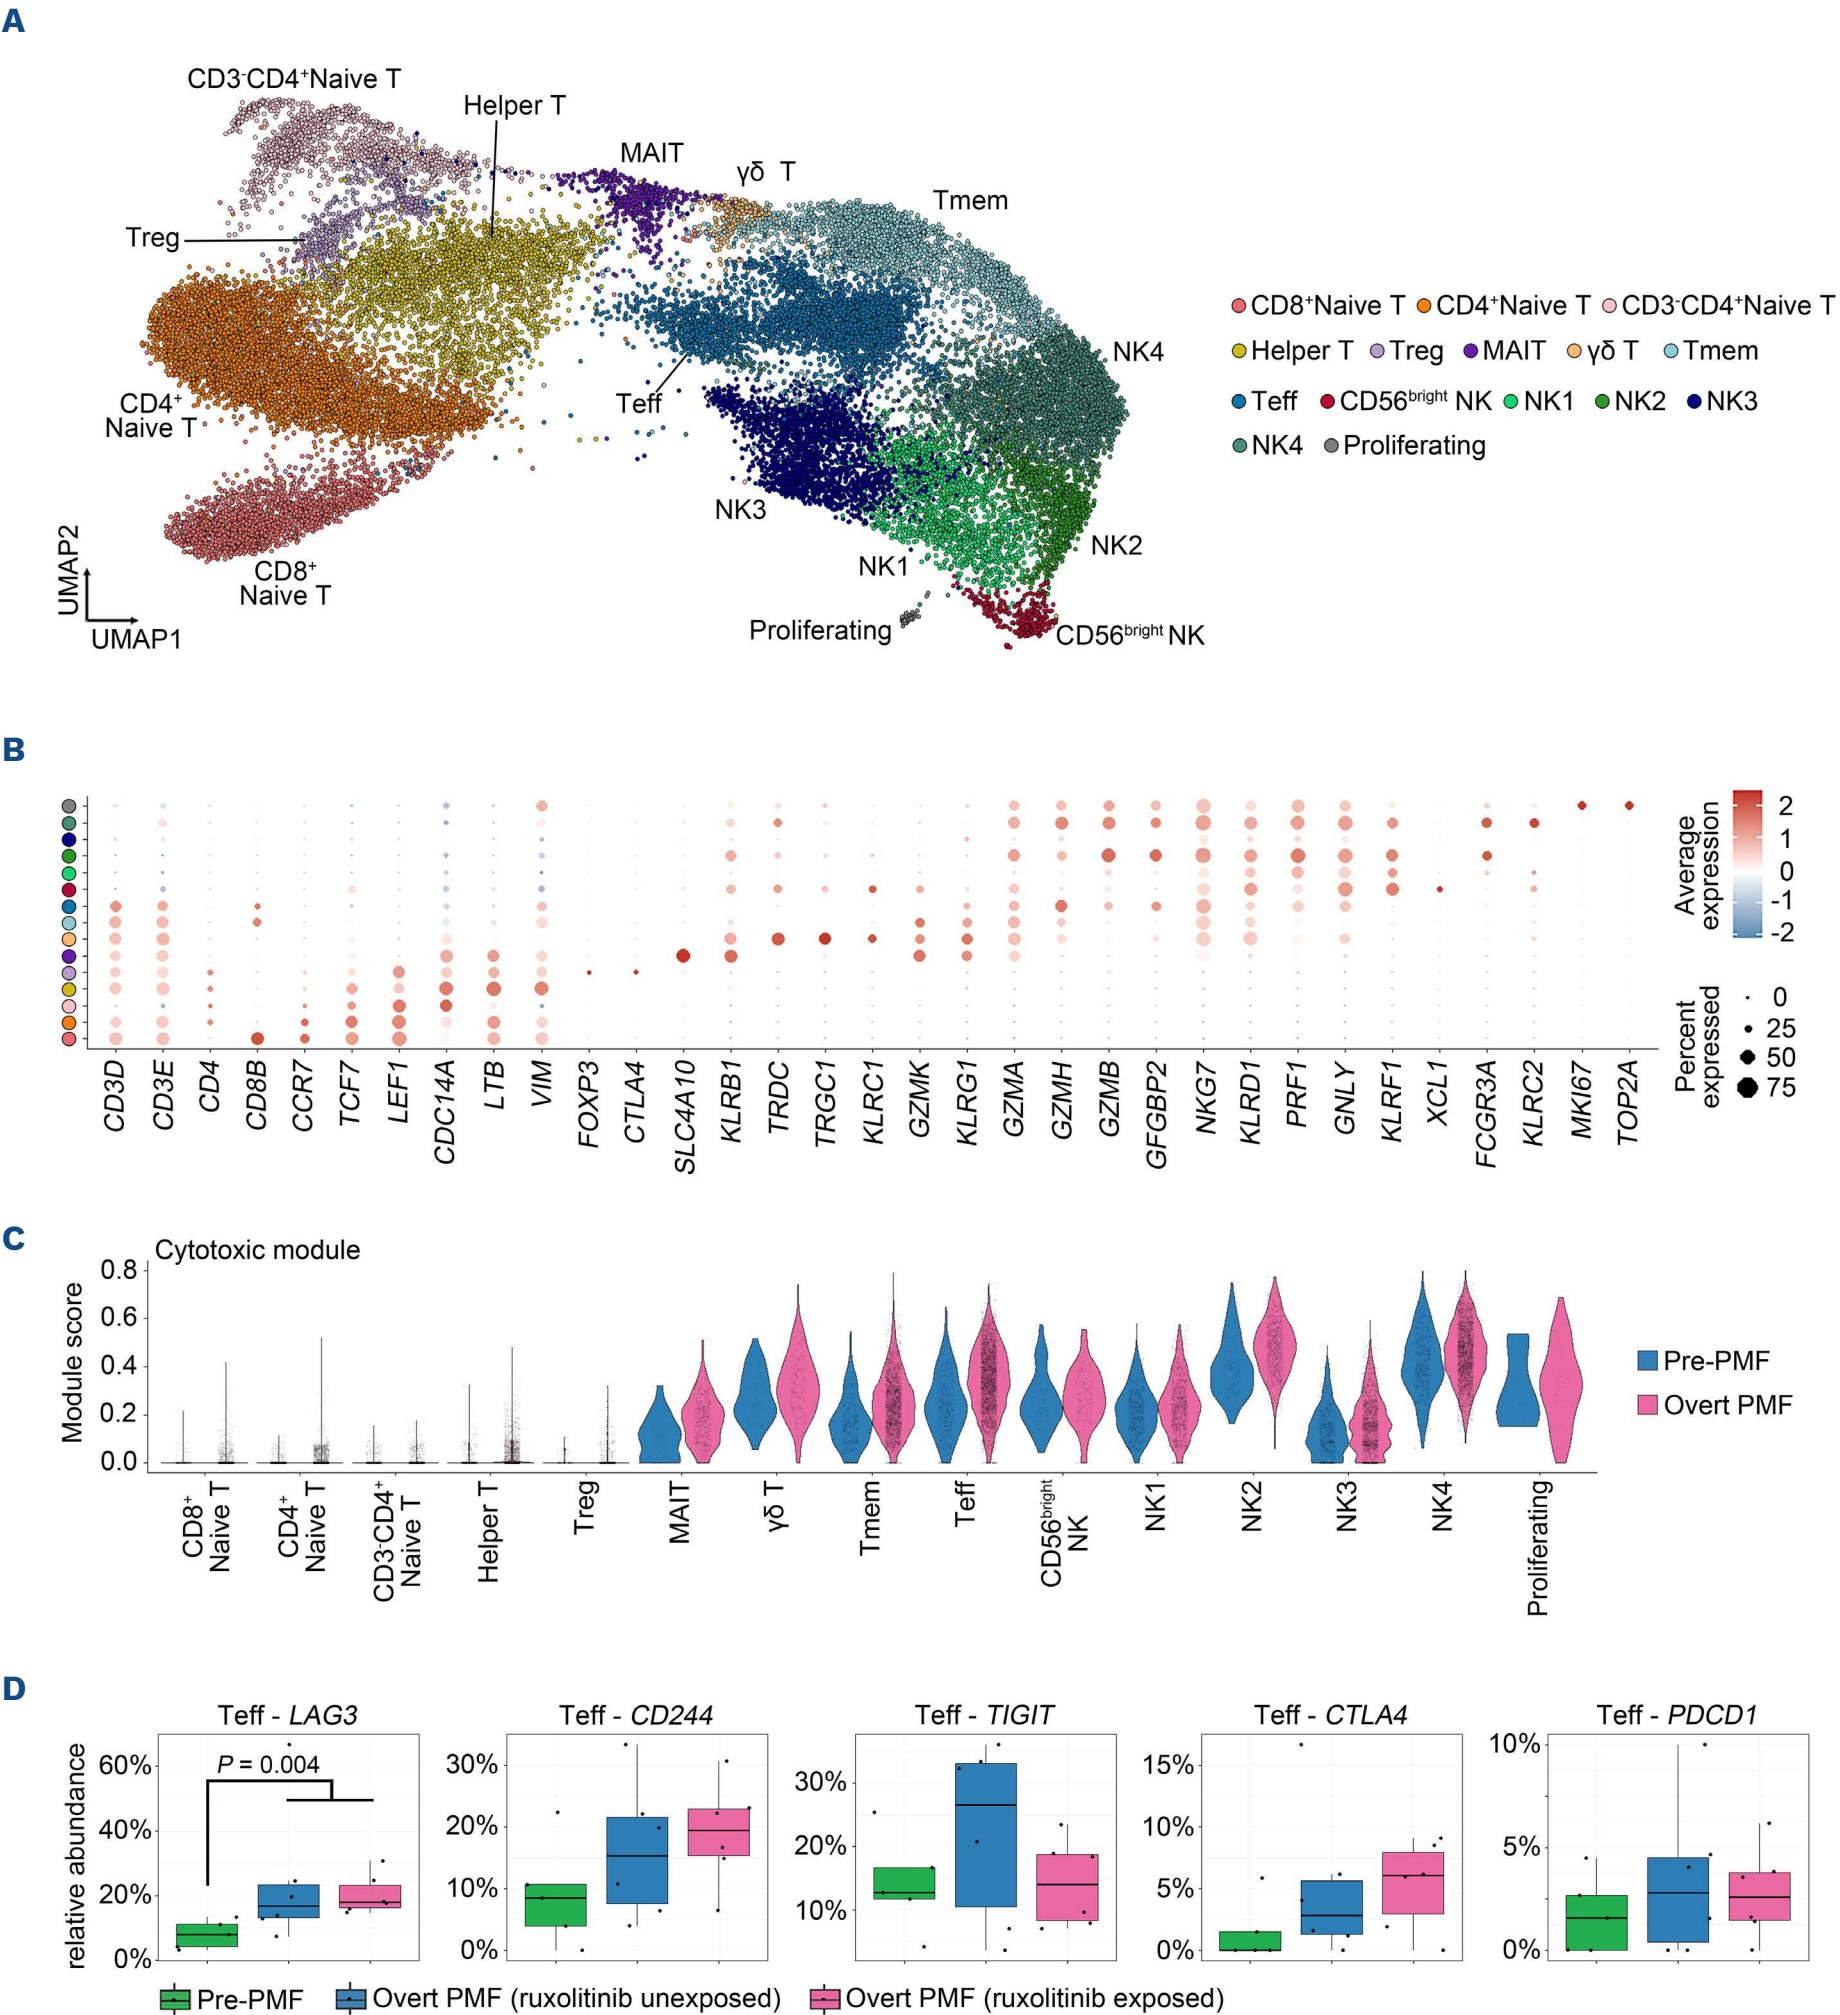 A
CD3-CD4+Naive T
Helper T
MAIT
γδ T
Tmem
Treg
NK4
CD4+
Naive T
Teff
NK3
NK1
NK2
CD8+
Naive T
Proliferating
CD56bright NK
UMAP2
UMAP1
CD8+Naive T CD4+Naive T CD3-CD4+Naive T
Helper T Treg MAIT γδ T Tmem
Teff CD56bright NK NK1 NK2 NK3
NK4 Proliferating
B
CD3D CD3E CD4 CD8B CCR7 TCF7 LEF1 CDC14A LTB VIM FOXP3 CTLA4 SLC4A10 KLRB1 TRDC TRGC1 KLRC1 GZMK KLRG1 GZMA GZMH GZMB GFGBP2 NKG7 KLRD1 PRF1 GNLY KLRF1 XCL1 FCGR3A KLRC2 MKI67 TOP2A
Average
expression
2
1
0
-1
-2
Percent
expressed
0
25
50
75
C
Cytotoxic module
Module score
0.8
0.6
0.4
0.2
0.0
CD8+
Naive T
CD4+
Naive T
CD3-CD4+
Naive T
Helper T
Treg
MAIT
γδ T
Tmem
Teff
CD56bright
NK
NK1
NK2
NK3
NK4
Proliferating
Pre-PMF
Overt PMF
D
relative abundance
Teff - LAG3
60%
40%
20%
0%
P = 0.004
Teff - CD244
30%
20%
10%
0%
Teff - TIGIT
30%
20%
10%
Teff - CTLA4
15%
10%
5%
0%
Teff - PDCD1
10%
5%
0%
Pre-PMF Overt PMF (ruxolitinib unexposed) Overt PMF (ruxolitinib exposed)